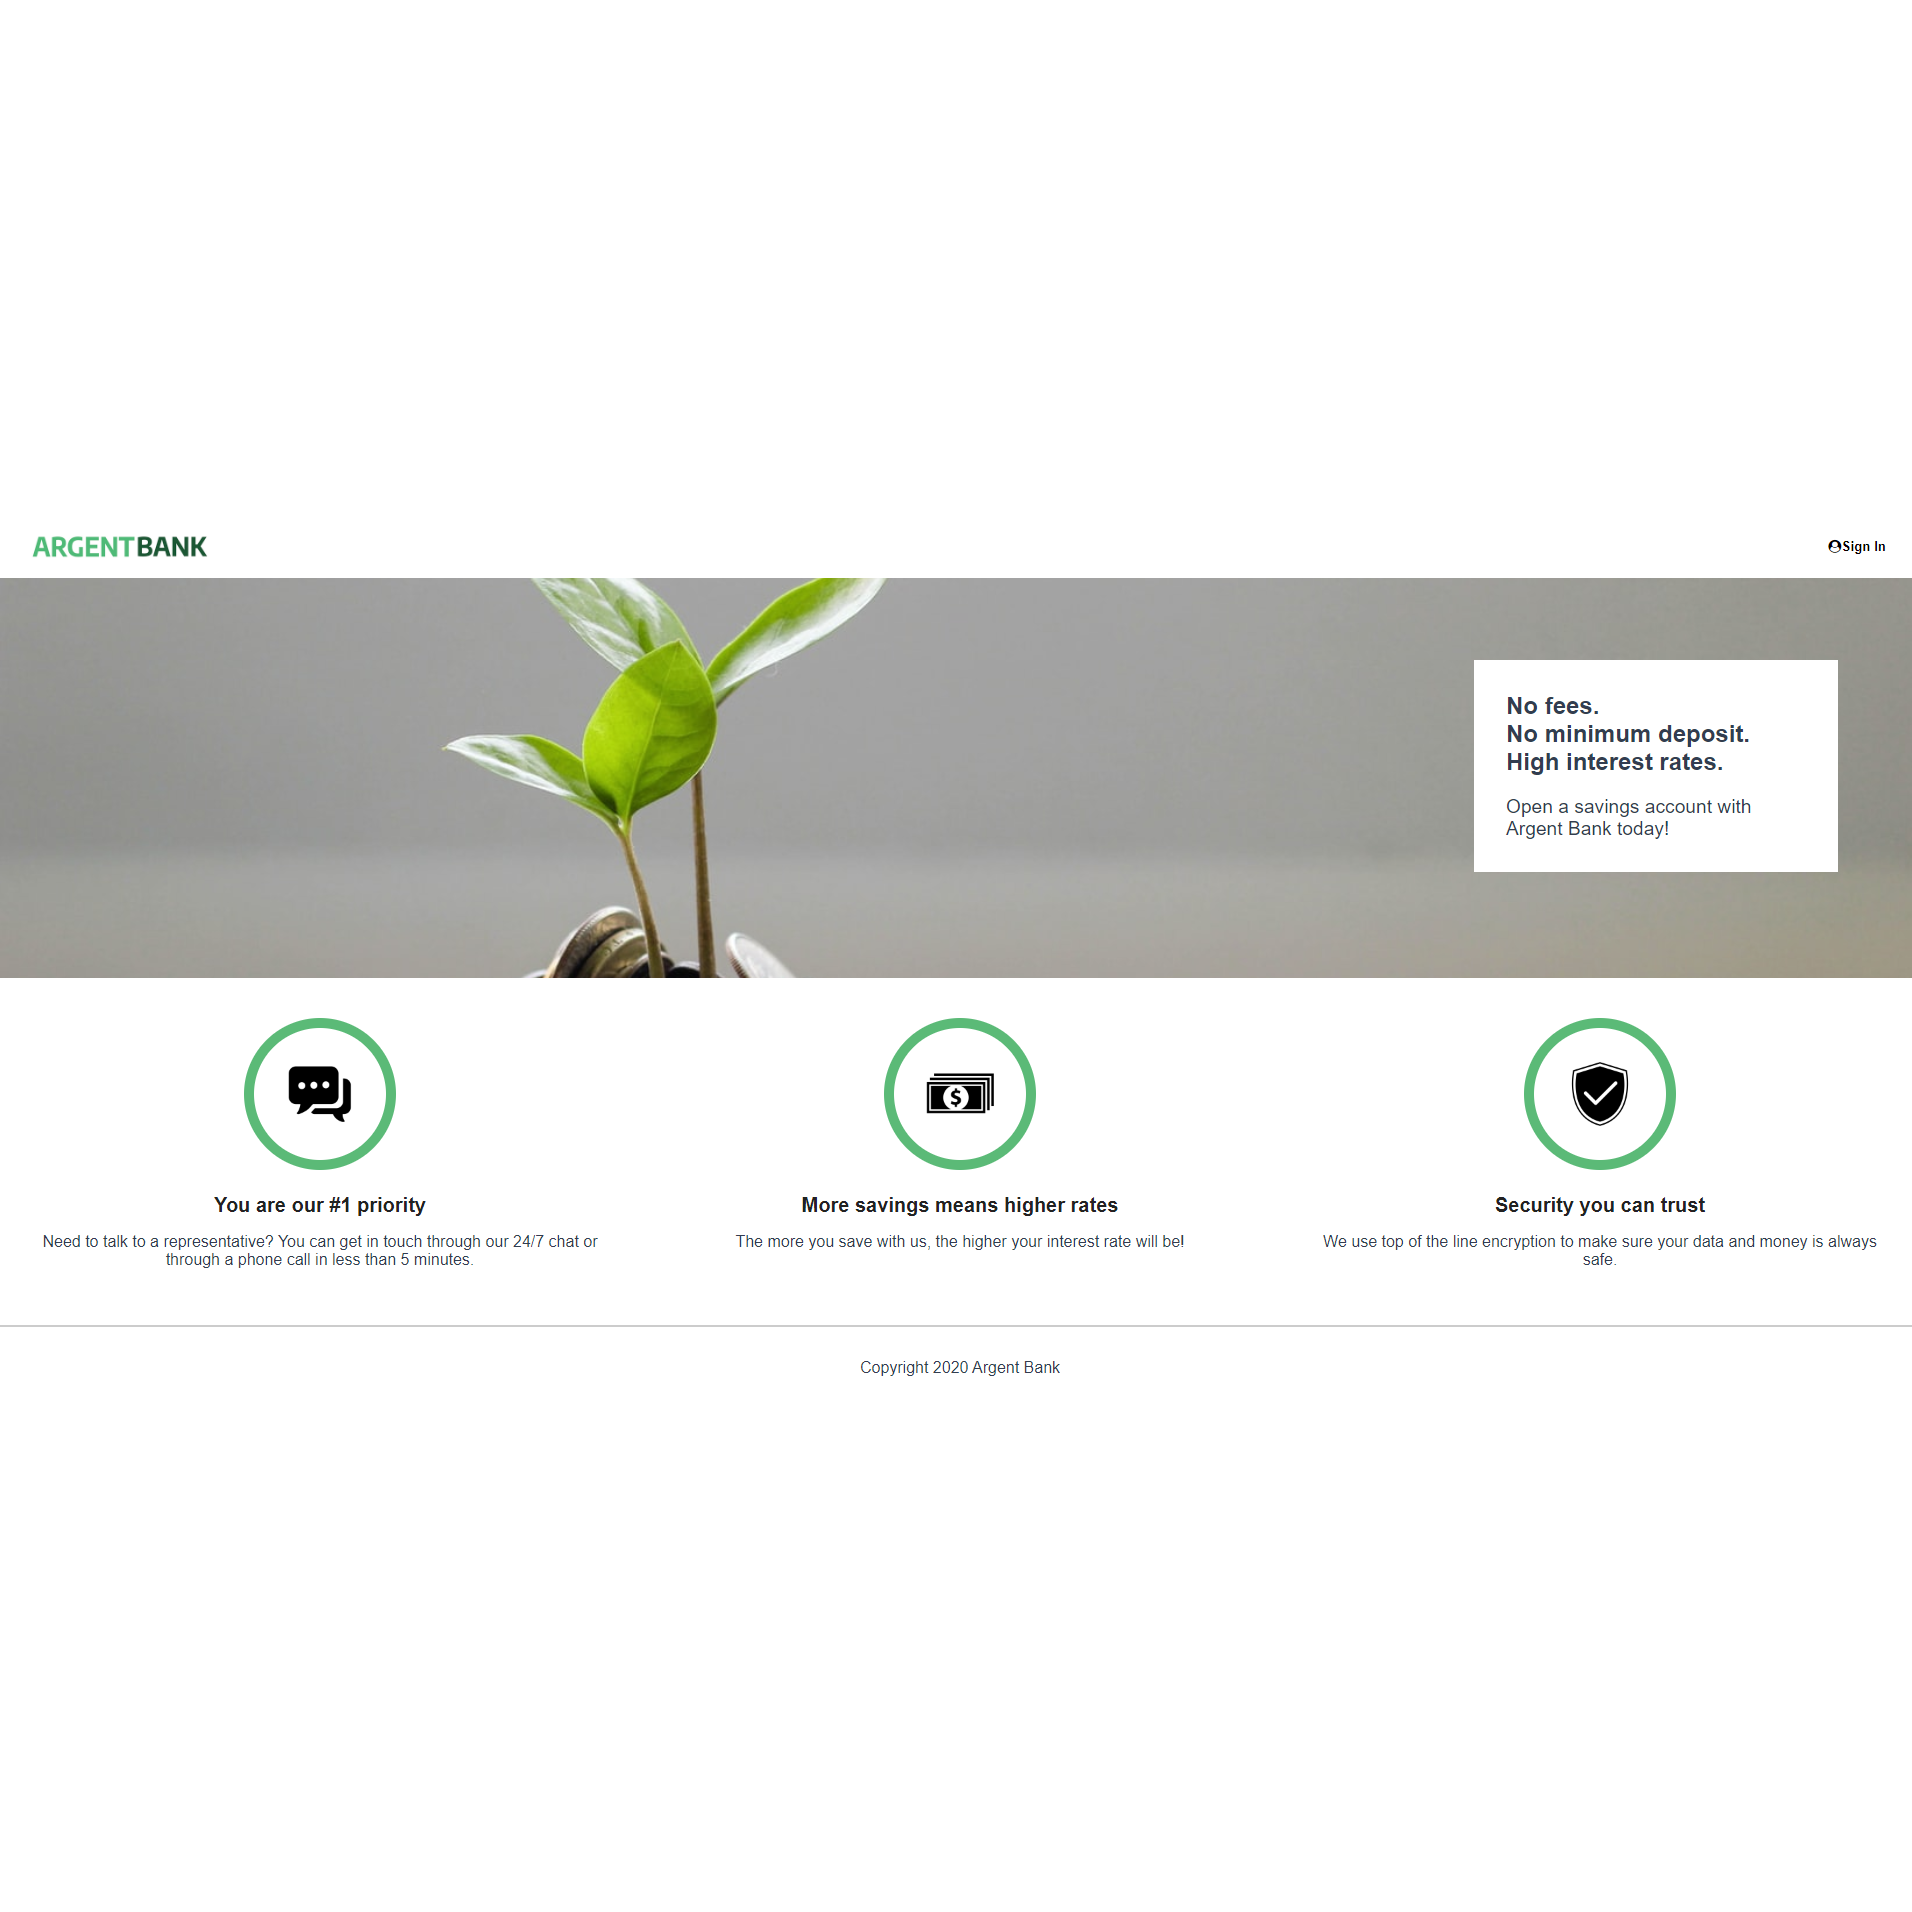 ARGENTBANK
Sign In
No fees.
No minimum deposit.
High interest rates.
Open a savings account with
Argent Bank today!
You are our #1 priority
Need to talk to a representative? You can get in touch through our 24/7 chat or
through a phone call in less than 5 minutes.
More savings means higher rates
The more you save with us, the higher your interest rate will be!
Security you can trust
We use top of the line encryption to make sure your data and money is always
safe.
Copyright 2020 Argent Bank